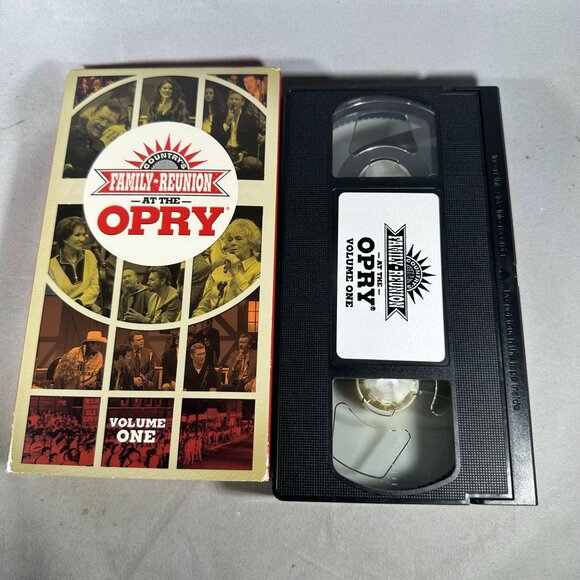 COUNTRY'S
FAMILY-REUNION
AT THE
OPRY®
VOLUME
ONE
COUNTRY'S
FAMILY-REUNION
-AT THE-
OPRY®
VOLUME ONE